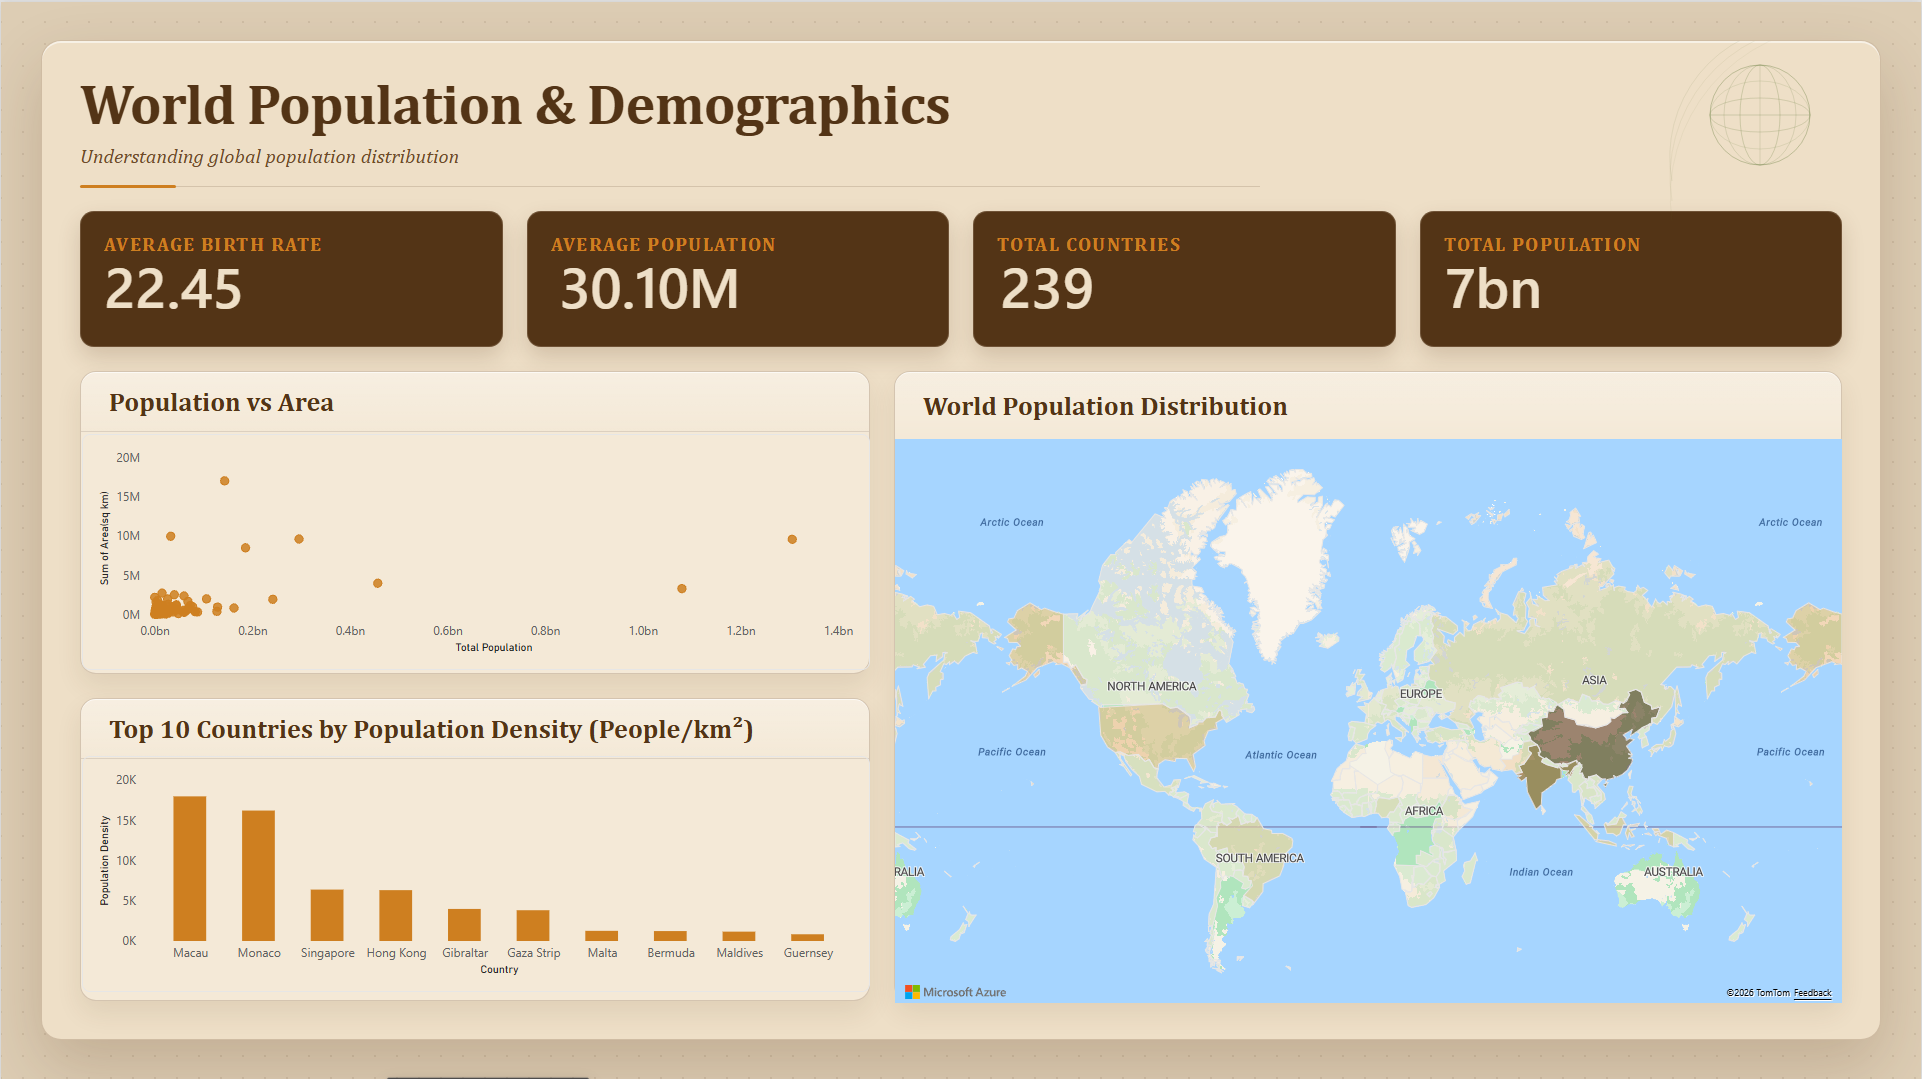 World Population & Demographics
Understanding global population distribution
AVERAGE BIRTH RATE
22.45
AVERAGE POPULATION
30.10M
TOTAL COUNTRIES
239
TOTAL POPULATION
7bn
Population vs Area
Sum of Area(sq km)
20M
15M
10M
5M
0M
0.0bn 0.2bn 0.4bn 0.6bn 0.8bn 1.0bn 1.2bn 1.4bn
Total Population
Top 10 Countries by Population Density (People/km²)
Population Density
20K
15K
10K
5K
0K
Macau Monaco Singapore Hong Kong Gibraltar Gaza Strip Malta Bermuda Maldives Guernsey
Country
World Population Distribution
Arctic Ocean Arctic Ocean
ASIA
NORTH AMERICA EUROPE
Pacific Ocean Atlantic Ocean Pacific Ocean
AFRICA
SOUTH AMERICA
RALIA Indian Ocean AUSTRALIA
Microsoft Azure
©2026 TomTom Feedback